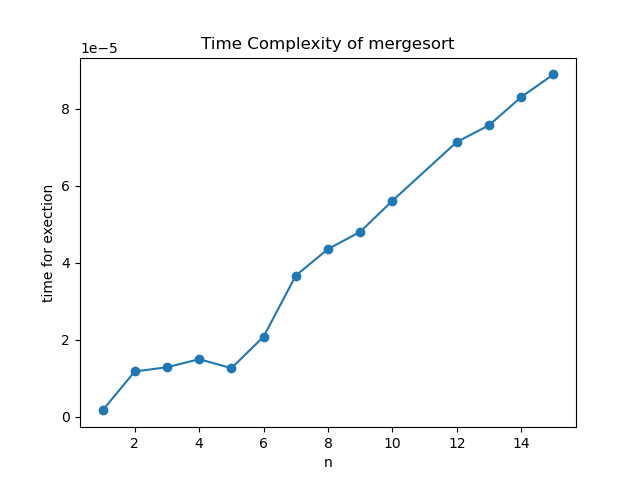 Time Complexity of mergesort
1e−5
8
6
4
2
0
time for exection
2 4 6 8 10 12 14
n